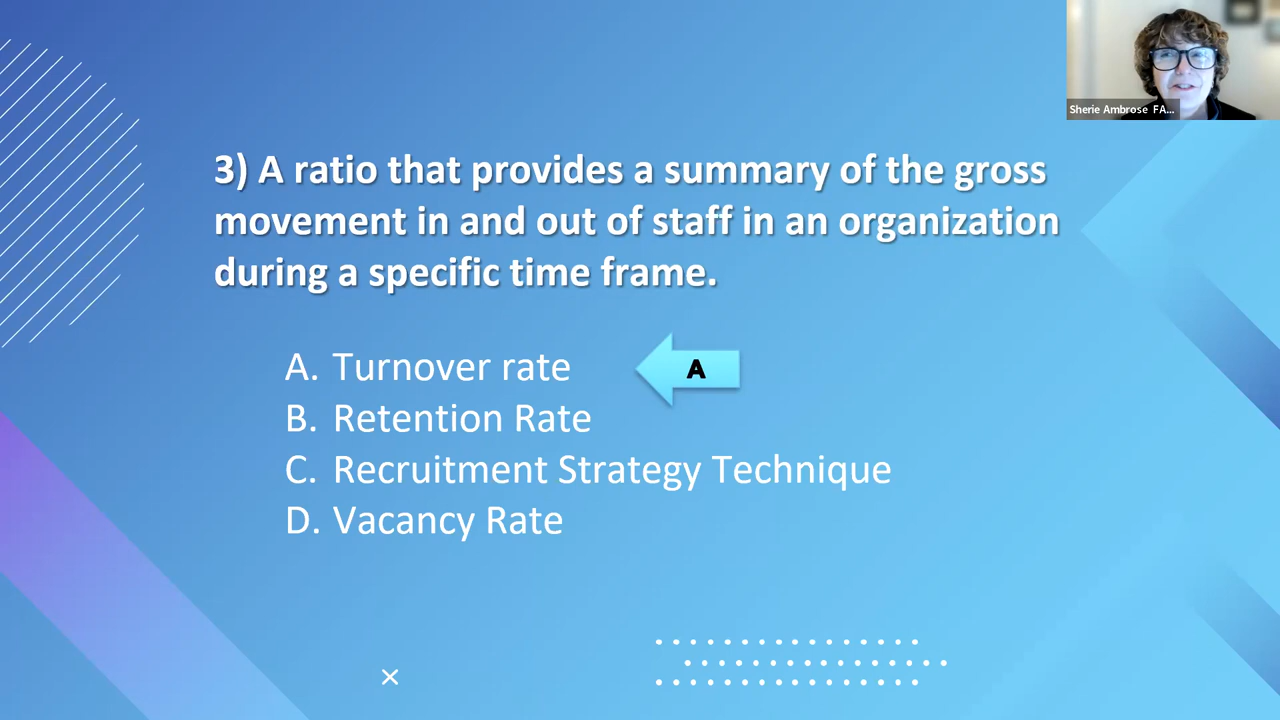 Sherie Ambrose FA...
3) A ratio that provides a summary of the gross
movement in and out of staff in an organization
during a specific time frame.
A. Turnover rate
A
B. Retention Rate
C. Recruitment Strategy Technique
D. Vacancy Rate